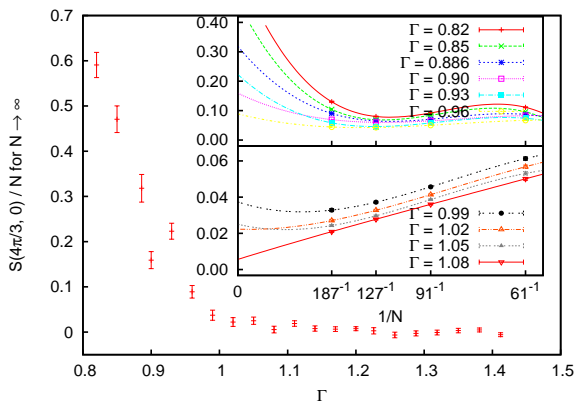 S(4π/3, 0) / N for N → ∞
0.7
0.6
0.5
0.4
0.3
0.2
0.1
0
0.8 0.9 1 1.1 1.2 1.3 1.4 1.5
Γ
0.40
0.30
0.20
0.10
0.00
Γ = 0.82
Γ = 0.85
Γ = 0.886
Γ = 0.90
Γ = 0.93
Γ = 0.96
0.06
0.04
0.02
0.00
Γ = 0.99
Γ = 1.02
Γ = 1.05
Γ = 1.08
0 187⁻¹ 127⁻¹ 91⁻¹ 61⁻¹
1/N